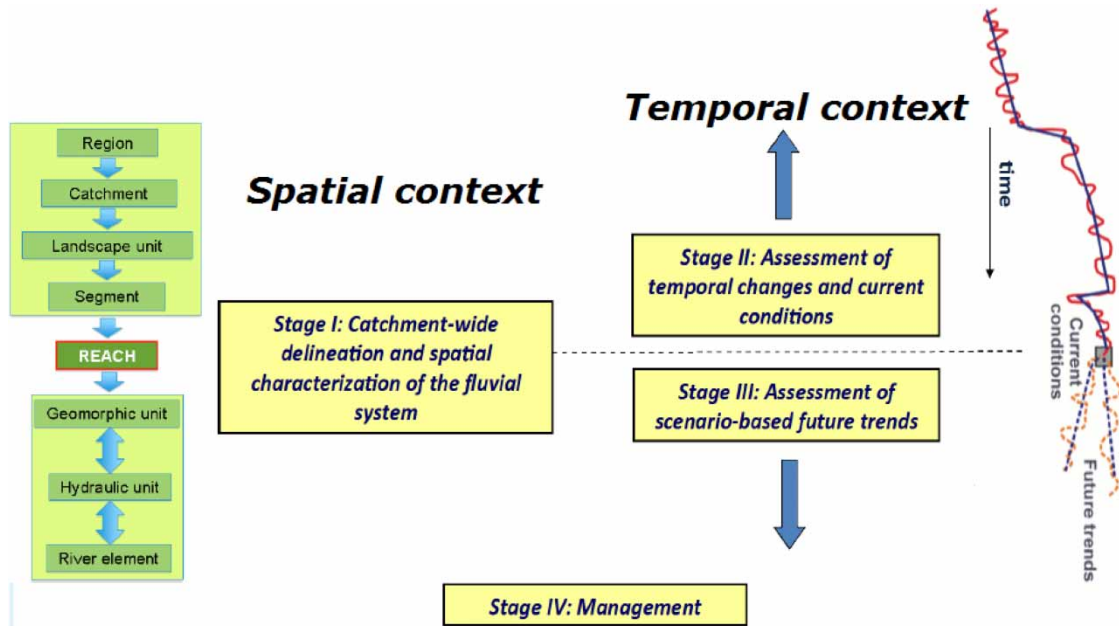 Temporal context
Spatial context
Region
Catchment
Landscape unit
Segment
REACH
Geomorphic unit
Hydraulic unit
River element
Stage I: Catchment-wide
delineation and spatial
characterization of the fluvial
system
Stage II: Assessment of
temporal changes and current
conditions
Stage III: Assessment of
scenario-based future trends
Stage IV: Management
time
Current
conditions
Future trends